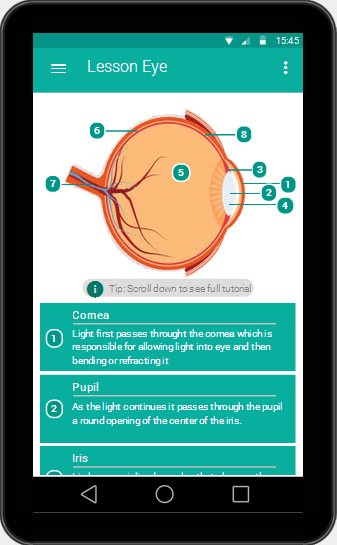 15:45
Lesson Eye
6
8
3
1
5
2
7
4
i Tip: Scroll down to see full tutorial
Cornea
1
Light first passes throught the cornea which is
responsible for allowing light into eye and then
bending or refracting it
Pupil
2
As the light continues it passes through the pupil
a round opening of the center of the iris.
Iris